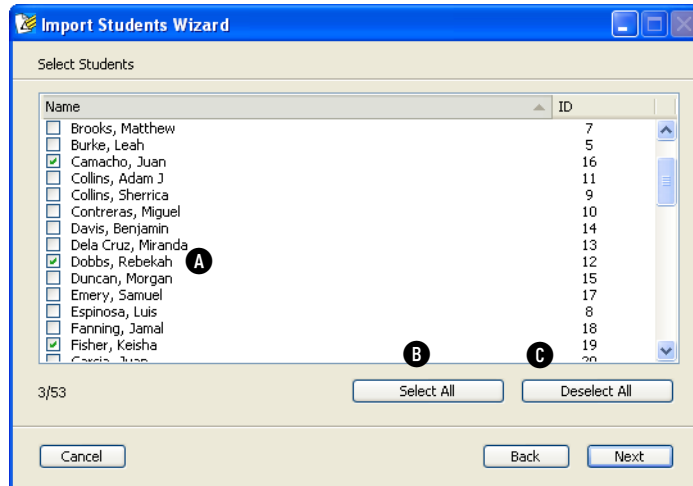 Import Students Wizard
Select Students
Name ID
Brooks, Matthew 7
Burke, Leah 5
Camacho, Juan 16
Collins, Adam J 11
Collins, Sherrica 9
Contreras, Miguel 10
Davis, Benjamin 14
Dela Cruz, Miranda 13
Dobbs, Rebekah A 12
Duncan, Morgan 15
Emery, Samuel 17
Espinosa, Luis 8
Fanning, Jamal 18
Fisher, Keisha 19
Garcia, Juan 20
B C
3/53 Select All Deselect All
Cancel Back Next